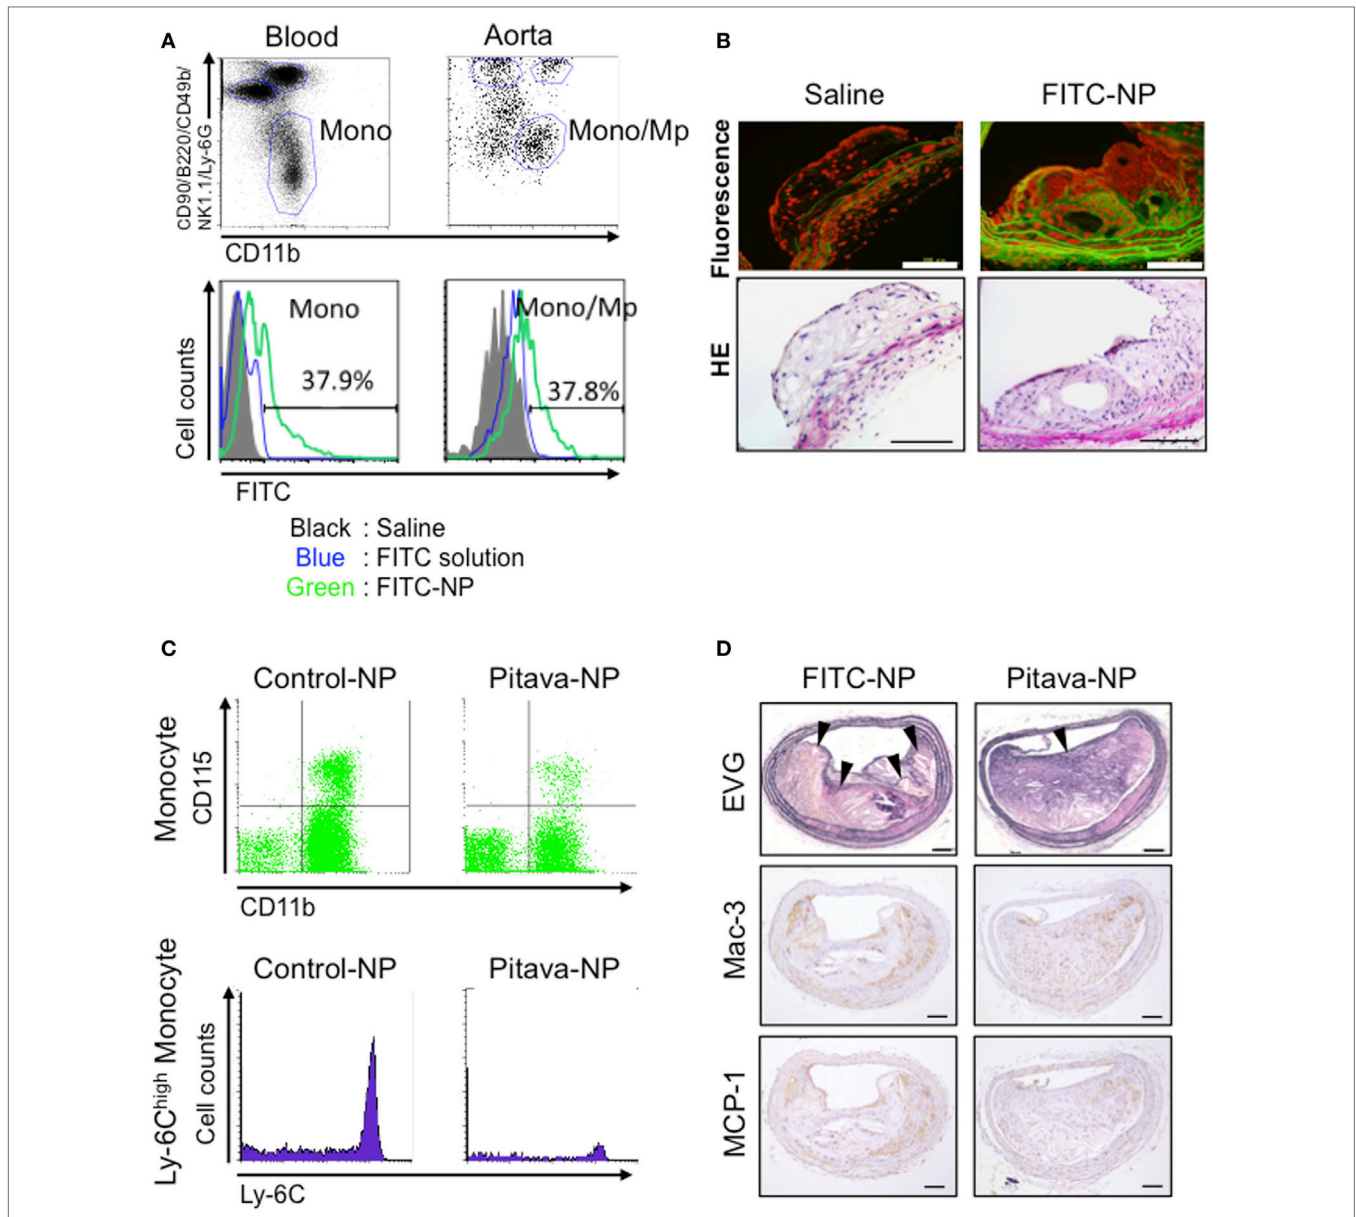 A
Blood
Aorta
CD90/B220/CD49b/
NK1.1/Ly-6G
Mono
Mono/Mp
CD11b
Cell counts
Mono
37.9%
Mono/Mp
37.8%
FITC
Black : Saline
Blue : FITC solution
Green : FITC-NP
B
Saline
FITC-NP
Fluorescence
HE
C
Control-NP
Pitava-NP
Monocyte
CD115
CD11b
Control-NP
Pitava-NP
Ly-6Chigh Monocyte
Cell counts
Ly-6C
D
FITC-NP
Pitava-NP
EVG
Mac-3
MCP-1